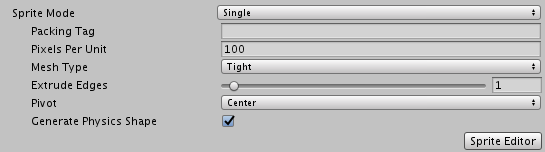 Sprite Mode Single
Packing Tag
Pixels Per Unit 100
Mesh Type Tight
Extrude Edges 1
Pivot Center
Generate Physics Shape
Sprite Editor